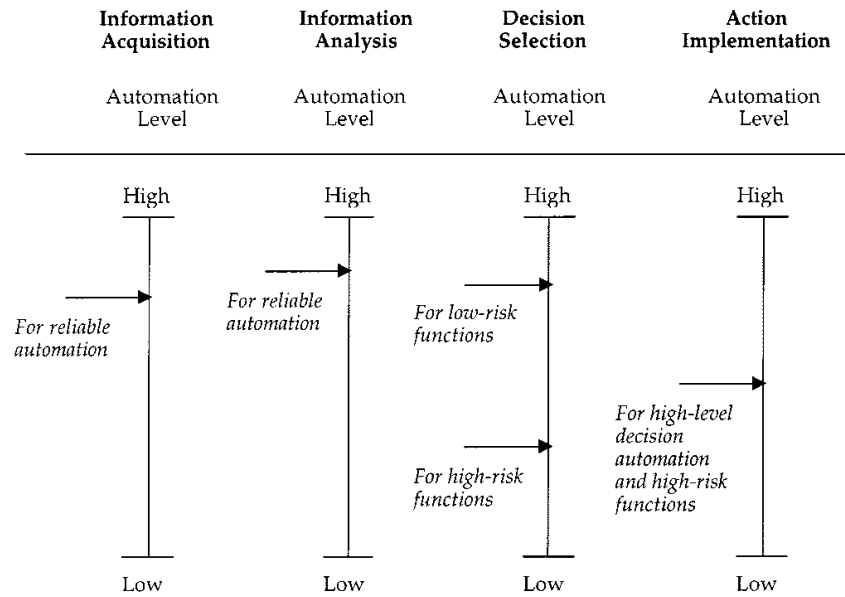 Information Acquisition
Information Analysis
Decision Selection
Action Implementation
Automation Level
Automation Level
Automation Level
Automation Level
High
High
High
High
For reliable
automation
For reliable
automation
For low-risk
functions
For high-risk
functions
For high-level
decision
automation
and high-risk
functions
Low
Low
Low
Low